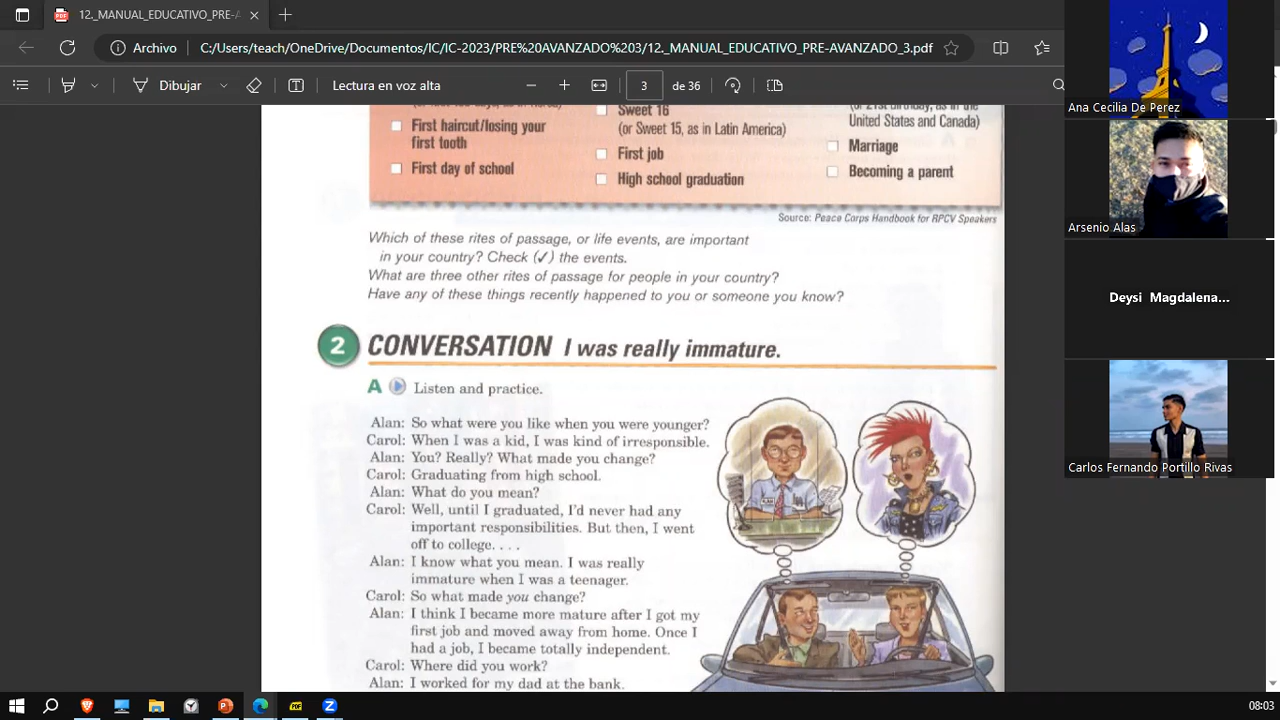 12._MANUAL_EDUCATIVO_PRE-A
Archivo
C:/Users/teach/OneDrive/Documentos/IC/IC-2023/PRE%20AVANZADO%203/12._MANUAL_EDUCATIVO_PRE-AVANZADO_3.pdf
Dibujar
Lectura en voz alta
3
de 36
First haircut/losing your
first tooth
First day of school
Sweet 16
(or Sweet 15, as in Latin America)
First job
High school graduation
(or 21st birthday, as in the
United States and Canada)
Marriage
Becoming a parent
Source: Peace Corps Handbook for RPCV Speakers
Which of these rites of passage, or life events, are important
in your country? Check (✓) the events.
What are three other rites of passage for people in your country?
Have any of these things recently happened to you or someone you know?
2 CONVERSATION I was really immature.
A Listen and practice.
Alan: So what were you like when you were younger?
Carol: When I was a kid, I was kind of irresponsible.
Alan: You? Really? What made you change?
Carol: Graduating from high school.
Alan: What do you mean?
Carol: Well, until I graduated, I'd never had any
important responsibilities. But then, I went
off to college. . . .
Alan: I know what you mean. I was really
immature when I was a teenager.
Carol: So what made you change?
Alan: I think I became more mature after I got my
first job and moved away from home. Once I
had a job, I became totally independent.
Carol: Where did you work?
Alan: I worked for my dad at the bank.
Ana Cecilia De Perez
Arsenio Alas
Deysi Magdalena...
Carlos Fernando Portillo Rivas
08:03